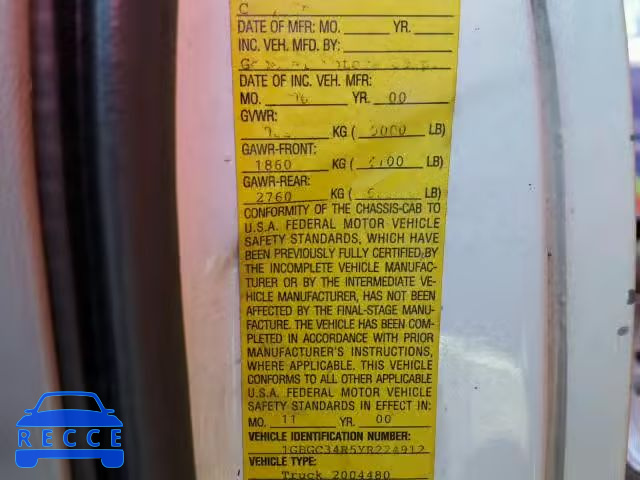 C
DATE OF MFR: MO. YR.
INC. VEH. MFD. BY:
DATE OF INC. VEH. MFR:
MO. YR. 00
GVWR:
KG ( LB)
GAWR-FRONT:
1860 KG ( LB)
GAWR-REAR:
2760 KG ( LB)
CONFORMITY OF THE CHASSIS-CAB TO
U.S.A. FEDERAL MOTOR VEHICLE
SAFETY STANDARDS, WHICH HAVE
BEEN PREVIOUSLY FULLY CERTIFIED BY
THE INCOMPLETE VEHICLE MANUFAC-
TURER OR BY THE INTERMEDIATE VE-
HICLE MANUFACTURER, HAS NOT BEEN
AFFECTED BY THE FINAL-STAGE MANU-
FACTURE. THE VEHICLE HAS BEEN COM-
PLETED IN ACCORDANCE WITH PRIOR
MANUFACTURER'S INSTRUCTIONS,
WHERE APPLICABLE. THIS VEHICLE
CONFORMS TO ALL OTHER APPLICABLE
U.S.A. FEDERAL MOTOR VEHICLE
SAFETY STANDARDS IN EFFECT IN:
MO. 11 YR. 00
VEHICLE IDENTIFICATION NUMBER:
1GBGC34R5YR224912
VEHICLE TYPE:
Truck 2004480
RECCE